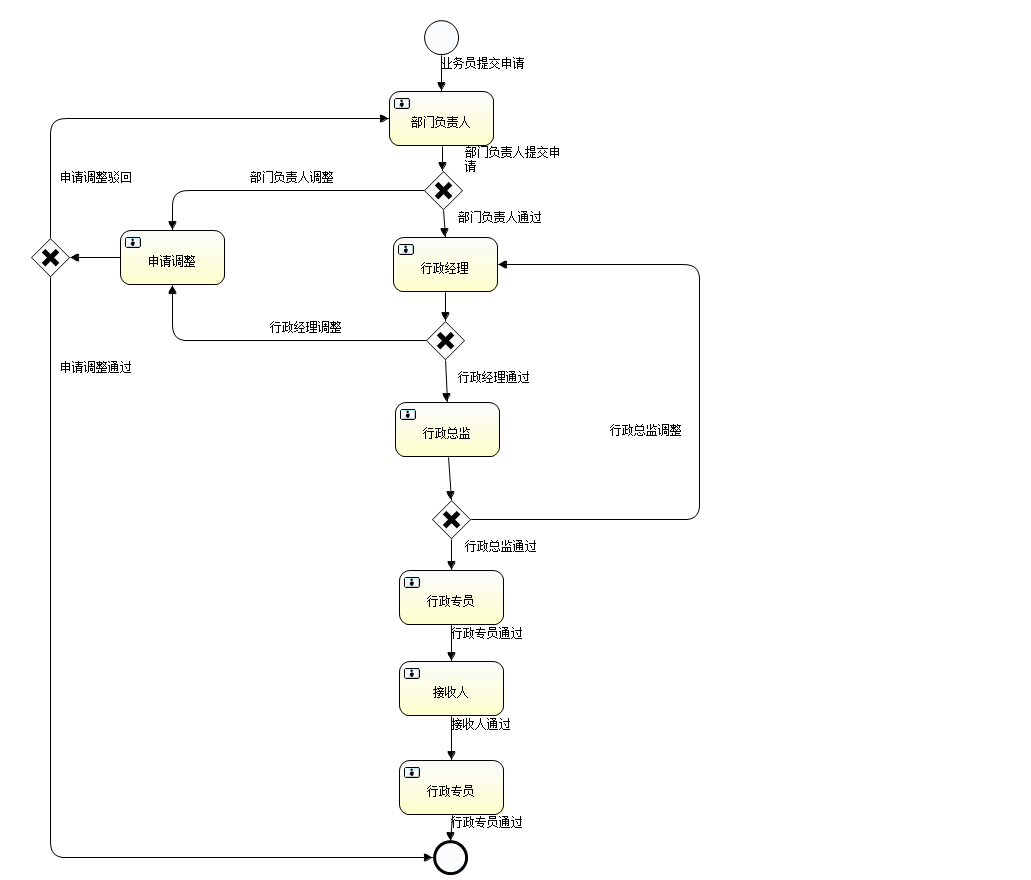 业务员提交申请
部门负责人
部门负责人提交申
请
申请调整驳回
部门负责人调整
部门负责人通过
申请调整
行政经理
行政经理调整
申请调整通过
行政经理通过
行政总监
行政总监调整
行政总监通过
行政专员
行政专员通过
接收人
接收人通过
行政专员
行政专员通过